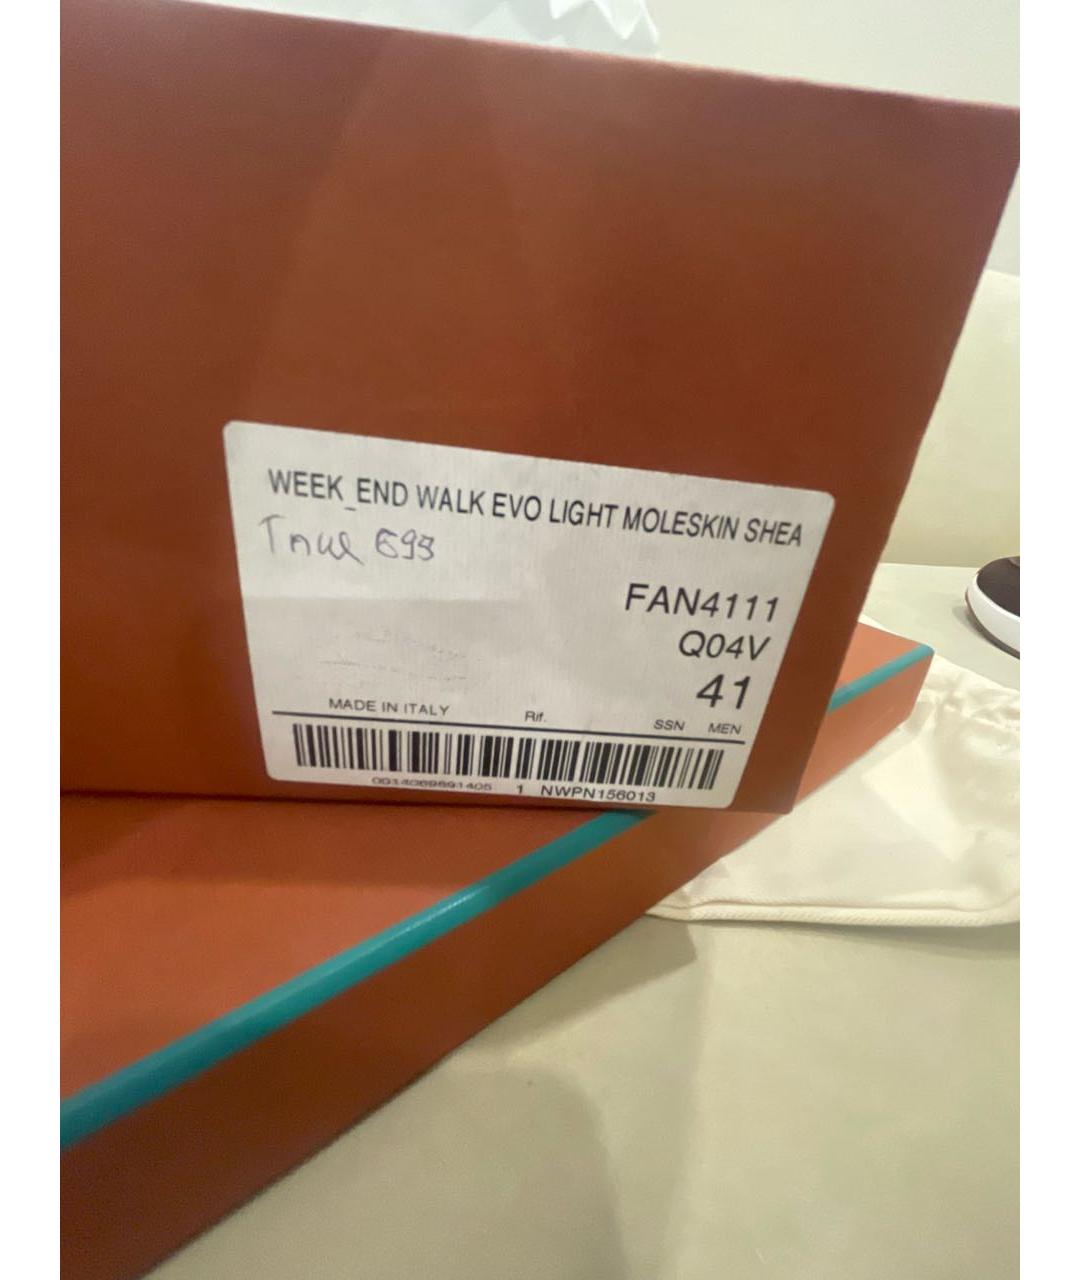 WEEK_END WALK EVO LIGHT MOLESKIN SHEA
FAN4111
Q04V
41
MADE IN ITALY Rif. SSN MEN
1 NWPN156013